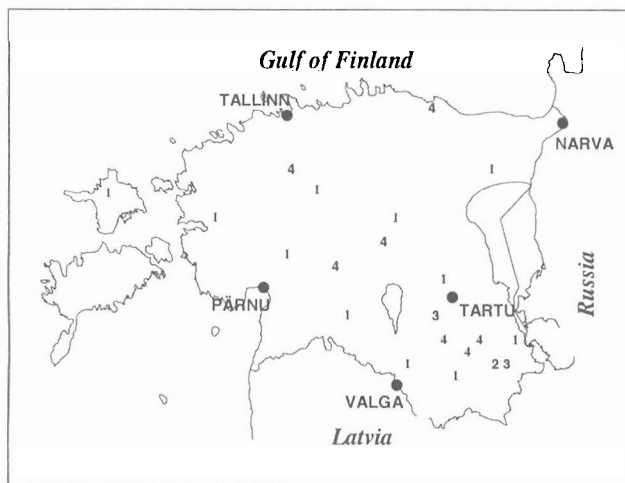 Gulf of Finland
TALLINN
4
NARVA
4
1
1
1
1
1
4
1
4
1
PÄRNU
TARTU
Russia
1
3
4
4
1
4
1
2 3
1
VALGA
Latvia